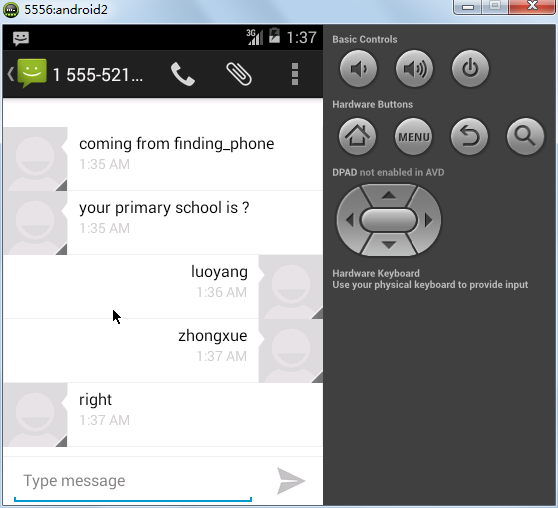 5556:android2
3G
1:37
1 555-521...
coming from finding_phone
1:35 AM
your primary school is ?
1:35 AM
luoyang
1:36 AM
zhongxue
1:37 AM
right
1:37 AM
Type message
Basic Controls
Hardware Buttons
MENU
DPAD not enabled in AVD
Hardware Keyboard
Use your physical keyboard to provide input